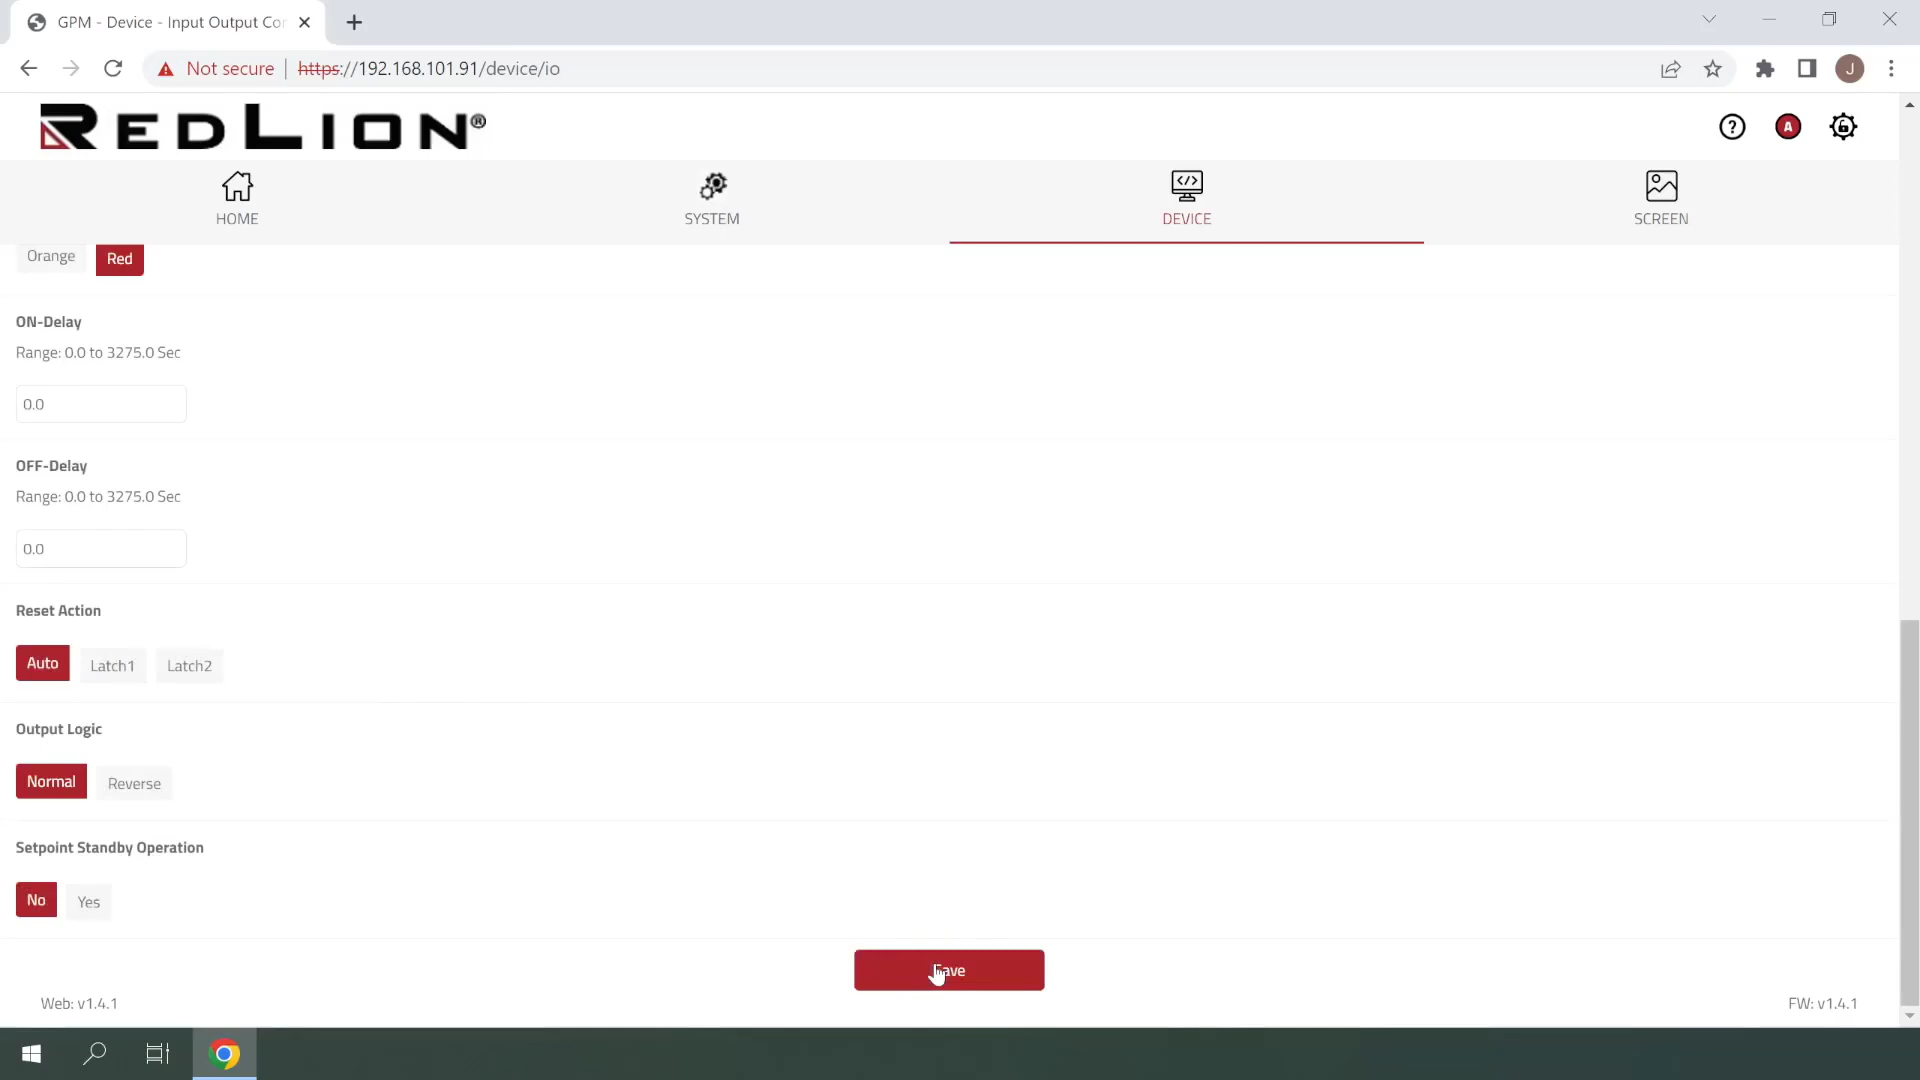 GPM - Device - Input Output Co
Not secure
https://192.168.101.91/device/io
J
REDLION®
?
A
HOME
SYSTEM
DEVICE
SCREEN
Orange
Red
ON-Delay
Range: 0.0 to 3275.0 Sec
0.0
OFF-Delay
Range: 0.0 to 3275.0 Sec
0.0
Reset Action
Auto
Latch1
Latch2
Output Logic
Normal
Reverse
Setpoint Standby Operation
No
Yes
Save
Web: v1.4.1
FW: v1.4.1